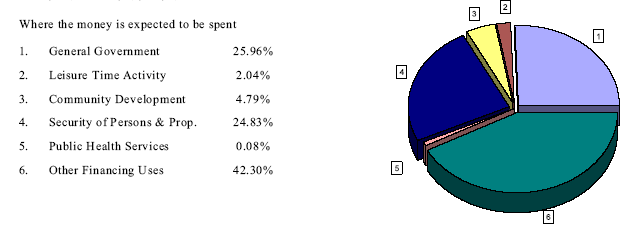 Where the money is expected to be spent
1. General Government 25.96%
2. Leisure Time Activity 2.04%
3. Community Development 4.79%
4. Security of Persons & Prop. 24.83%
5. Public Health Services 0.08%
6. Other Financing Uses 42.30%
2
3
1
4
5
6